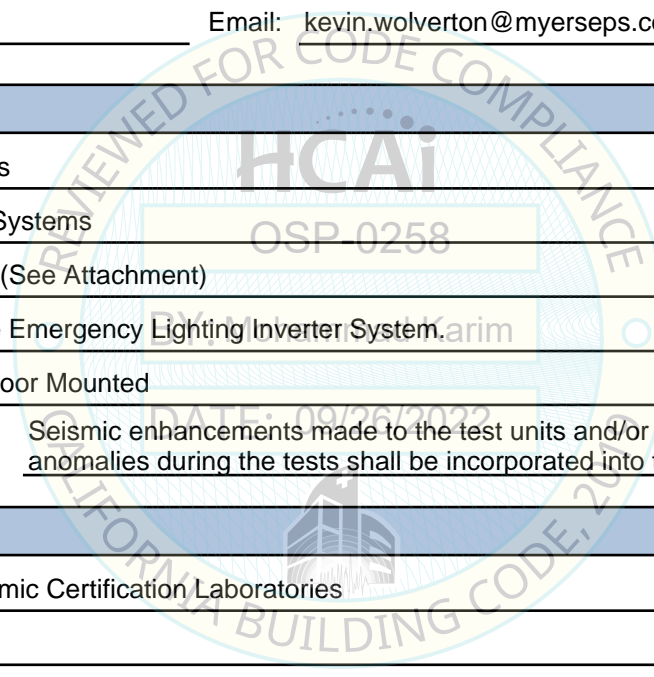 Email: kevin.wolverton@myerseps.c
REVIEWED FOR CODE COMPLIANCE
HCAi
s
Systems
OSP-0258
(See Attachment)
Emergency Lighting Inverter System.
BY: Mohammad Karim
oor Mounted
DATE: 09/26/2022
Seismic enhancements made to the test units and/or
anomalies during the tests shall be incorporated into
mic Certification Laboratories
CALIFORNIA BUILDING CODE, 2019